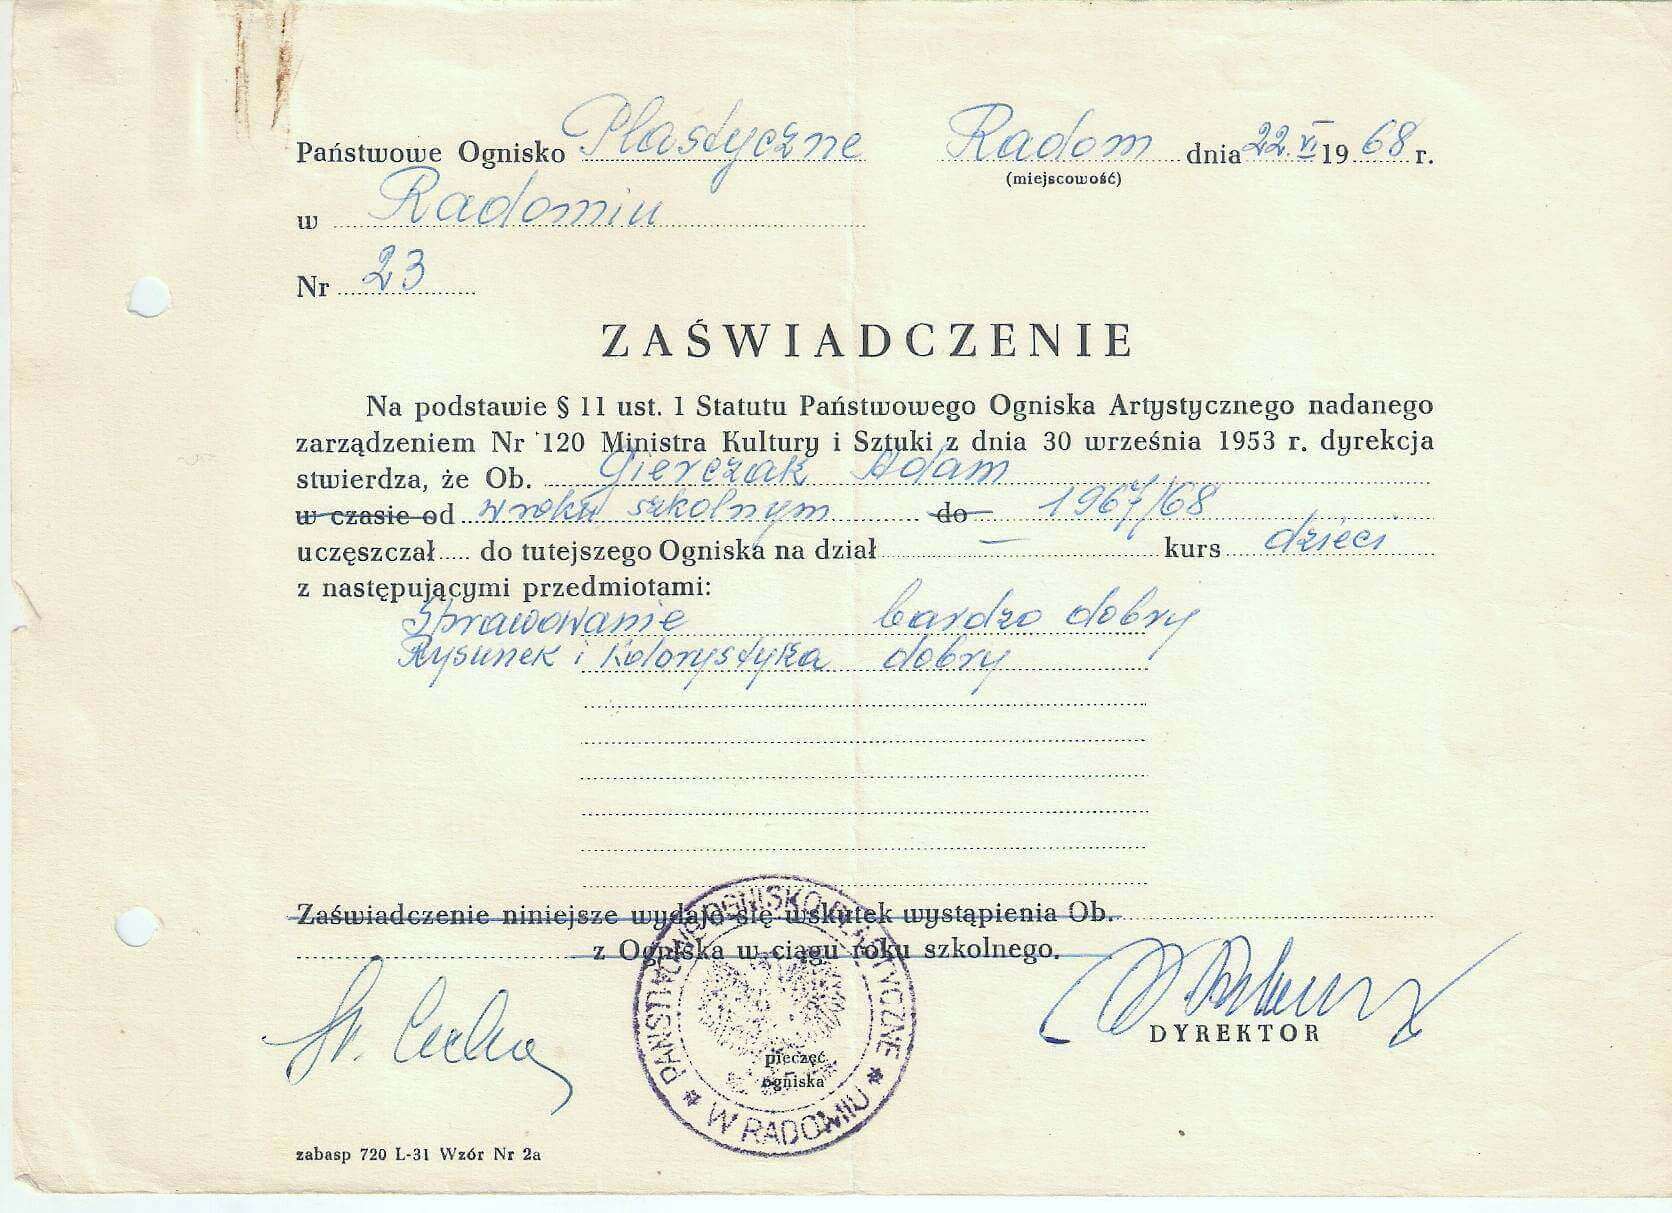 Państwowe Ognisko Plastyczne Radom dnia 22 VI 1968 r.
(miejscowość)
w Radomiu
Nr 23
ZAŚWIADCZENIE
Na podstawie § 11 ust. 1 Statutu Państwowego Ogniska Artystycznego nadanego
zarządzeniem Nr 120 Ministra Kultury i Sztuki z dnia 30 września 1953 r. dyrekcja
stwierdza, że Ob. Gierczak Adam
w czasie od w roku szkolnym do 1967/68
uczęszczał do tutejszego Ogniska na dział — kurs dzieci
z następującymi przedmiotami:
Sprawowanie bardzo dobry
Rysunek i Kolorystyka dobry
Zaświadczenie niniejsze wydaje się wskutek wystąpienia Ob.
z Ogniska w ciągu roku szkolnego.
PAŃSTWOWE OGNISKO PLASTYCZNE
W RADOMIU
pieczęć
ogniska
DYREKTOR
zabasp 720 L-31 Wzór Nr 2a